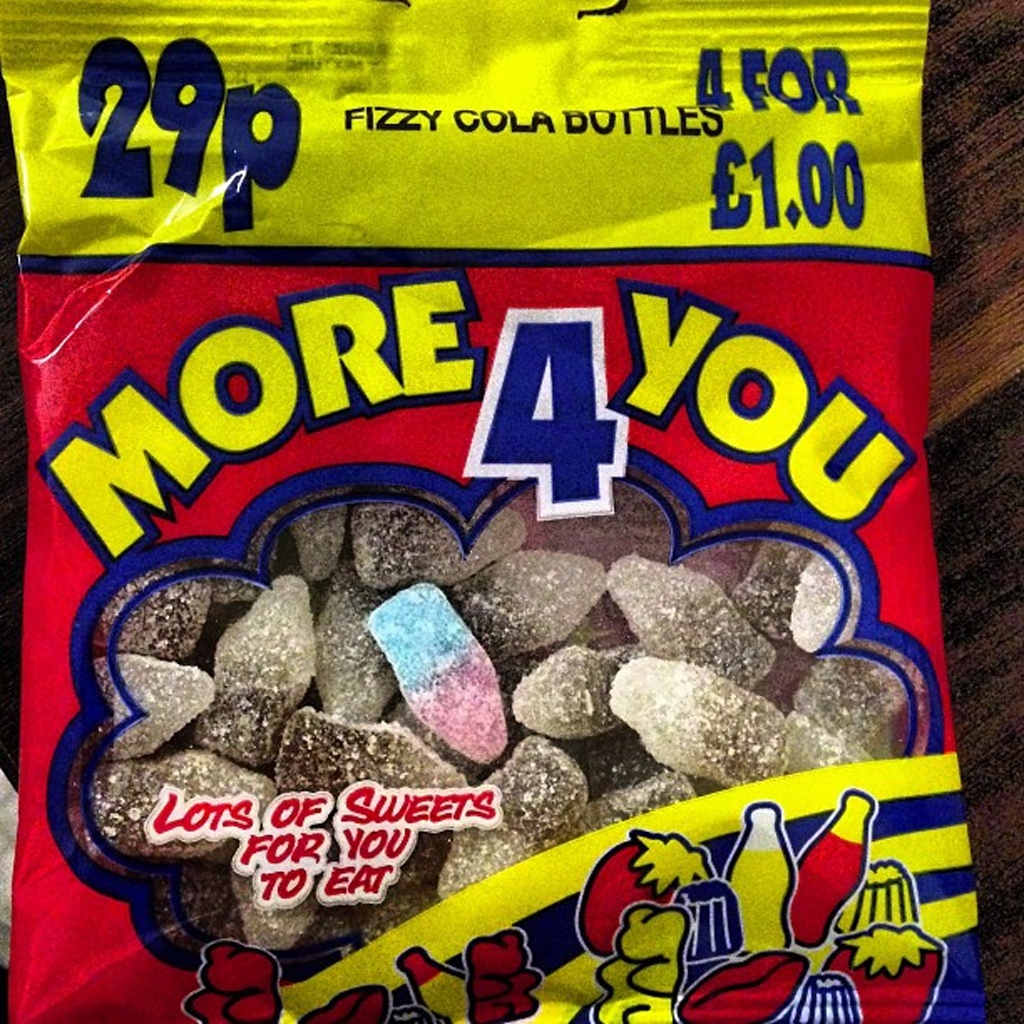 29p
FIZZY COLA BOTTLES
4 FOR
£1.00
MORE 4 YOU
LOTS OF SWEETS
FOR YOU
TO EAT